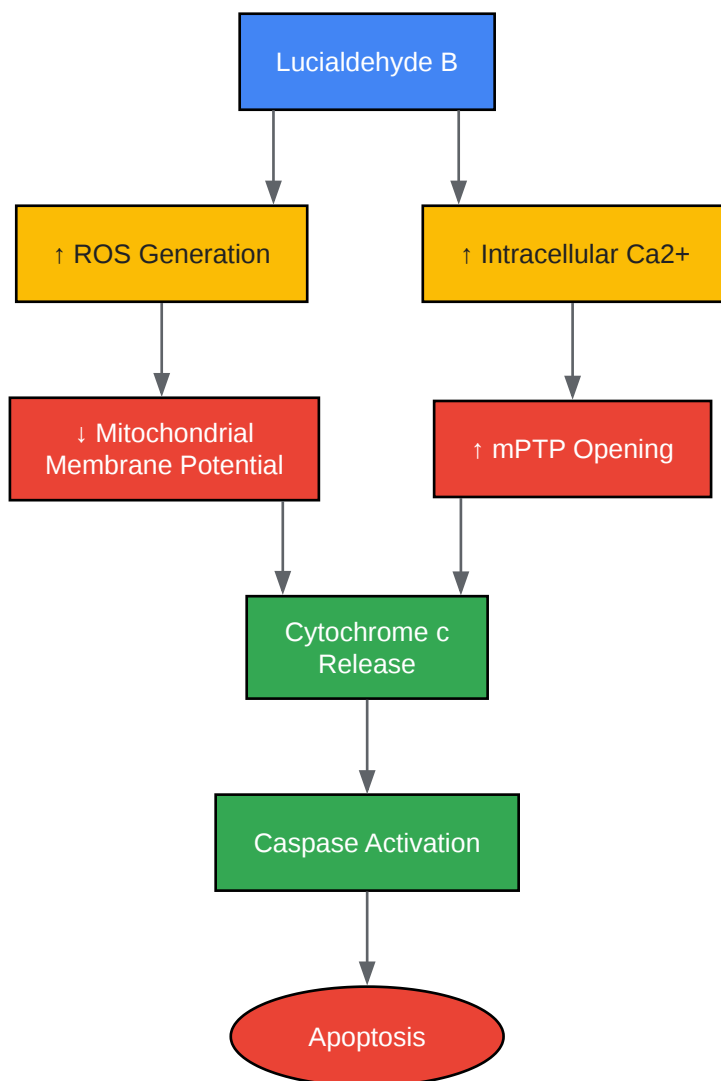 Lucialdehyde B
↑ ROS Generation
↑ Intracellular Ca2+
↓ Mitochondrial
Membrane Potential
↑ mPTP Opening
Cytochrome c
Release
Caspase Activation
Apoptosis